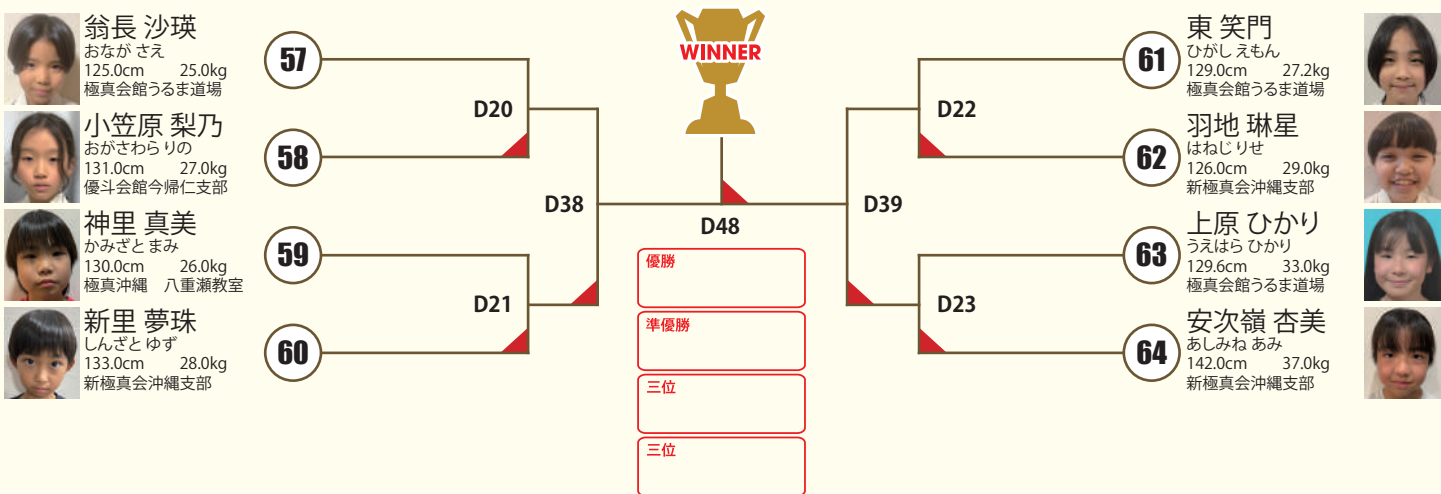 翁長 沙瑛
おなが さえ
125.0cm 25.0kg
極真会館うるま道場
57
小笠原 梨乃
おがさわら りの
131.0cm 27.0kg
優斗会館今帰仁支部
58
神里 真美
かみざと まみ
130.0cm 26.0kg
極真沖縄 八重瀬教室
59
新里 夢珠
しんざと ゆず
133.0cm 28.0kg
新極真会沖縄支部
60
D20
D21
D38
WINNER
D48
優勝
準優勝
三位
三位
D39
D22
D23
61
東 笑門
ひがし えもん
129.0cm 27.2kg
極真会館うるま道場
62
羽地 琳星
はねじ りせ
126.0cm 29.0kg
新極真会沖縄支部
63
上原 ひかり
うえはら ひかり
129.6cm 33.0kg
極真会館うるま道場
64
安次嶺 杏美
あしみね あみ
142.0cm 37.0kg
新極真会沖縄支部